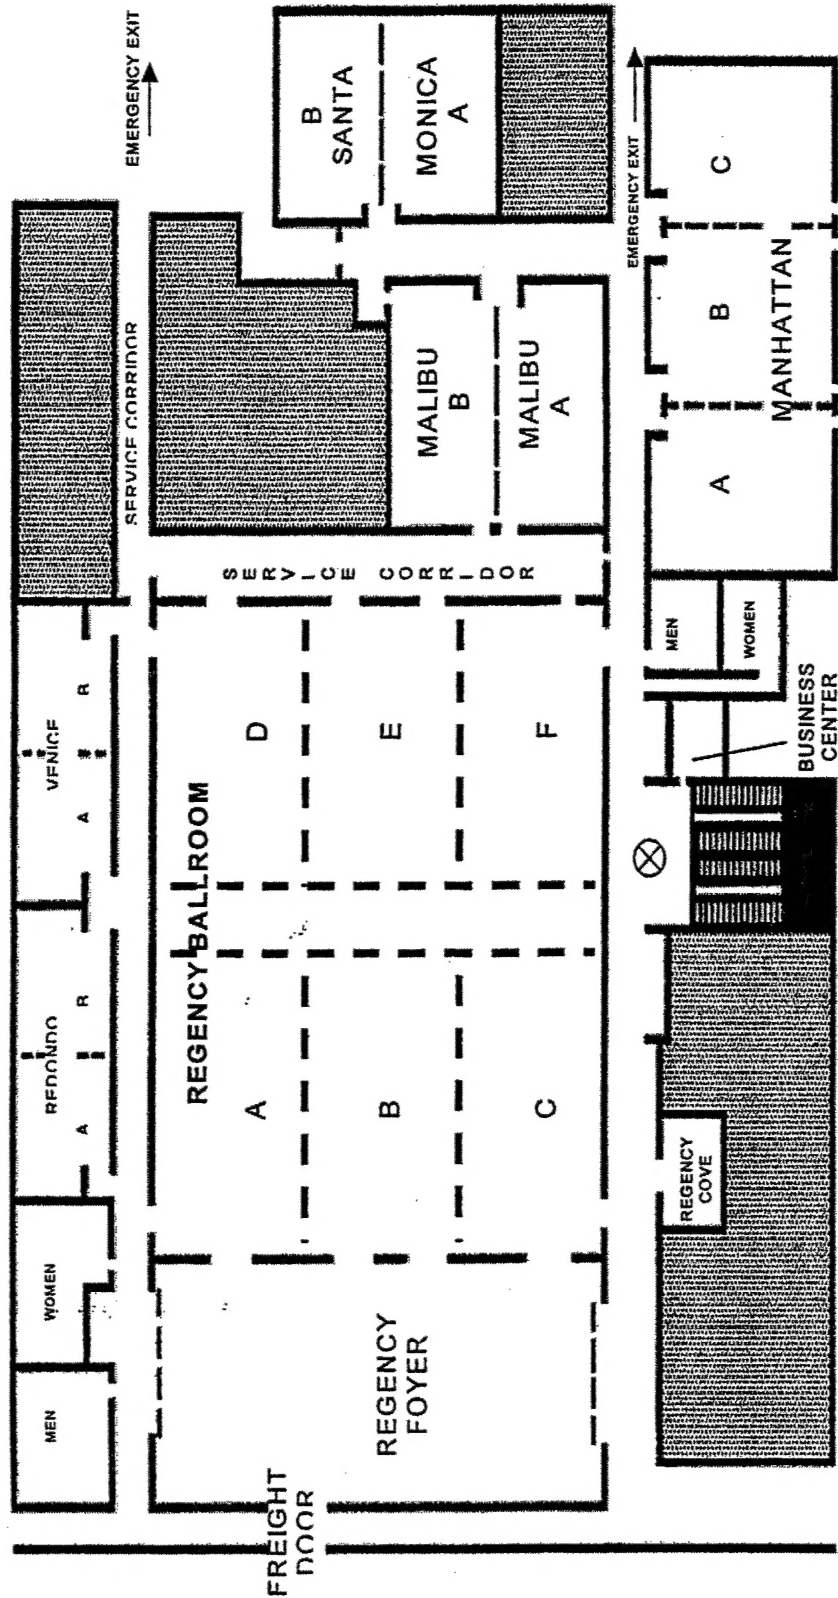 MEN
WOMEN
REDONDO
VENICE
A
R
A
R
SERVICE CORRIDOR
EMERGENCY EXIT
REGENCY BALLROOM
A
D
B
E
C
F
SERVICE CORRIDOR
B
SANTA
MONICA
A
MALIBU
B
MALIBU
A
FREIGHT
DOOR
REGENCY
FOYER
EMERGENCY EXIT
REGENCY
COVE
MEN
WOMEN
BUSINESS
CENTER
A
B
C
MANHATTAN